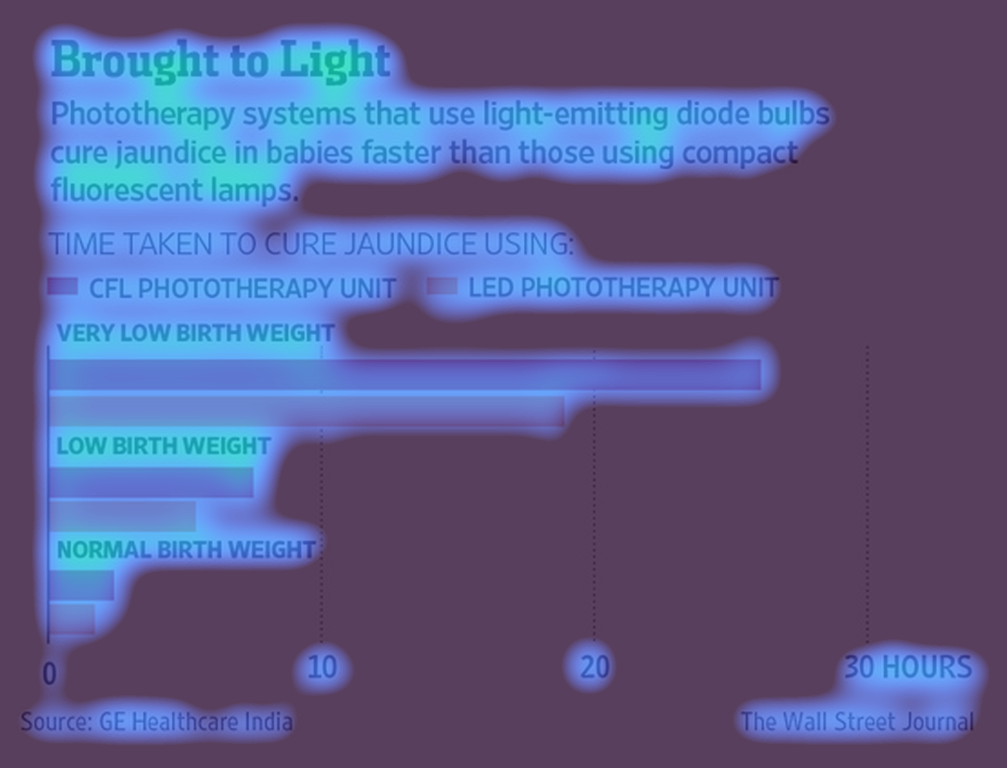 Brought to Light
Phototherapy systems that use light-emitting diode bulbs
cure jaundice in babies faster than those using compact
fluorescent lamps.
TIME TAKEN TO CURE JAUNDICE USING:
CFL PHOTOTHERAPY UNIT LED PHOTOTHERAPY UNIT
VERY LOW BIRTH WEIGHT
LOW BIRTH WEIGHT
NORMAL BIRTH WEIGHT
0 10 20 30 HOURS
Source: GE Healthcare India The Wall Street Journal